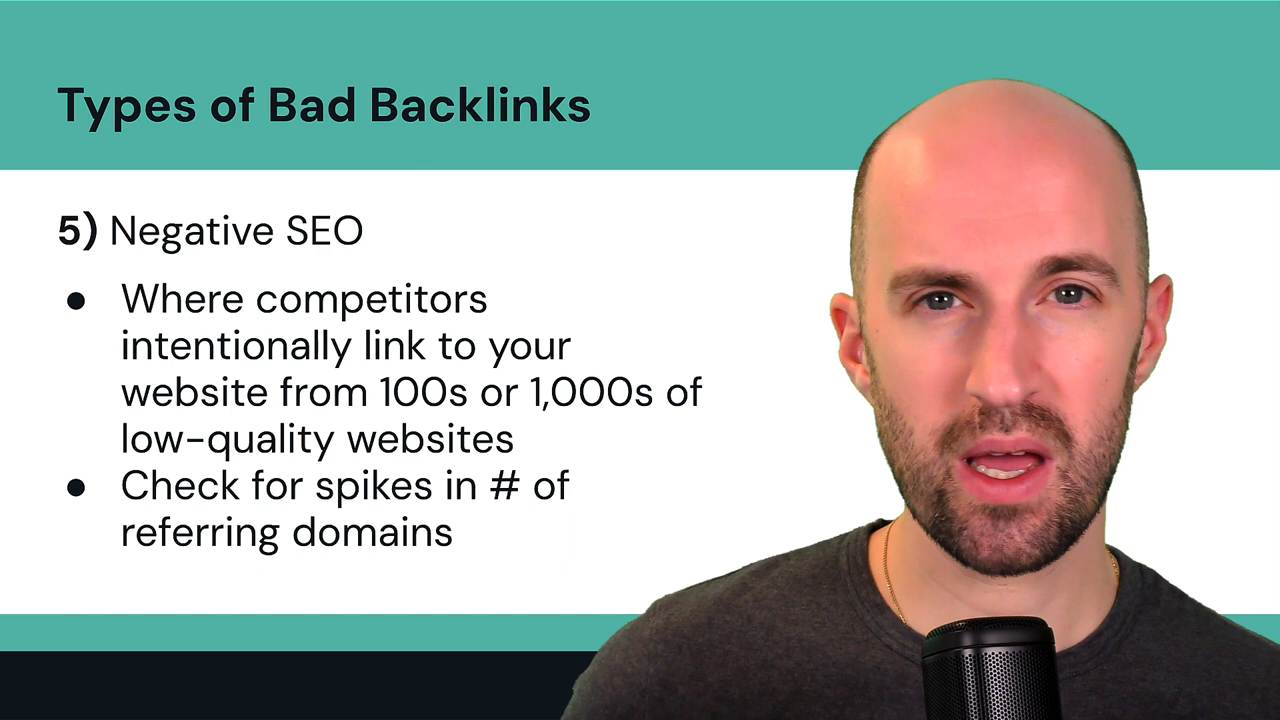 Types of Bad Backlinks
5) Negative SEO
● Where competitors
intentionally link to your
website from 100s or 1,000s of
low-quality websites
● Check for spikes in # of
referring domains